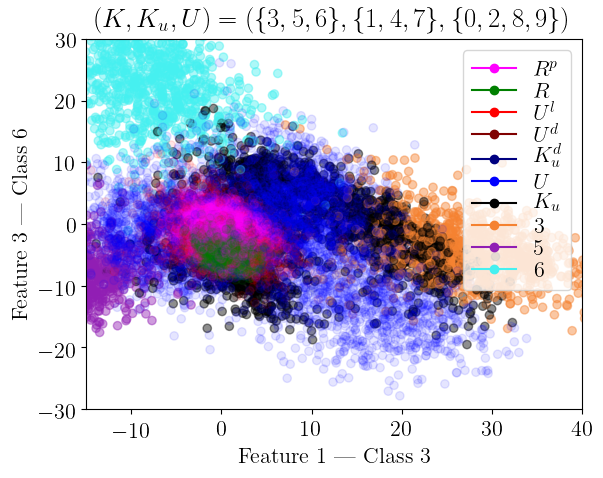 (K, K_u, U) = ({3, 5, 6}, {1, 4, 7}, {0, 2, 8, 9})
30
20
10
0
−10
−20
−30
Feature 3 — Class 6
R^p
R
U^l
U^d
K_u^d
U
K_u
3
5
6
−10
0
10
20
30
40
Feature 1 — Class 3